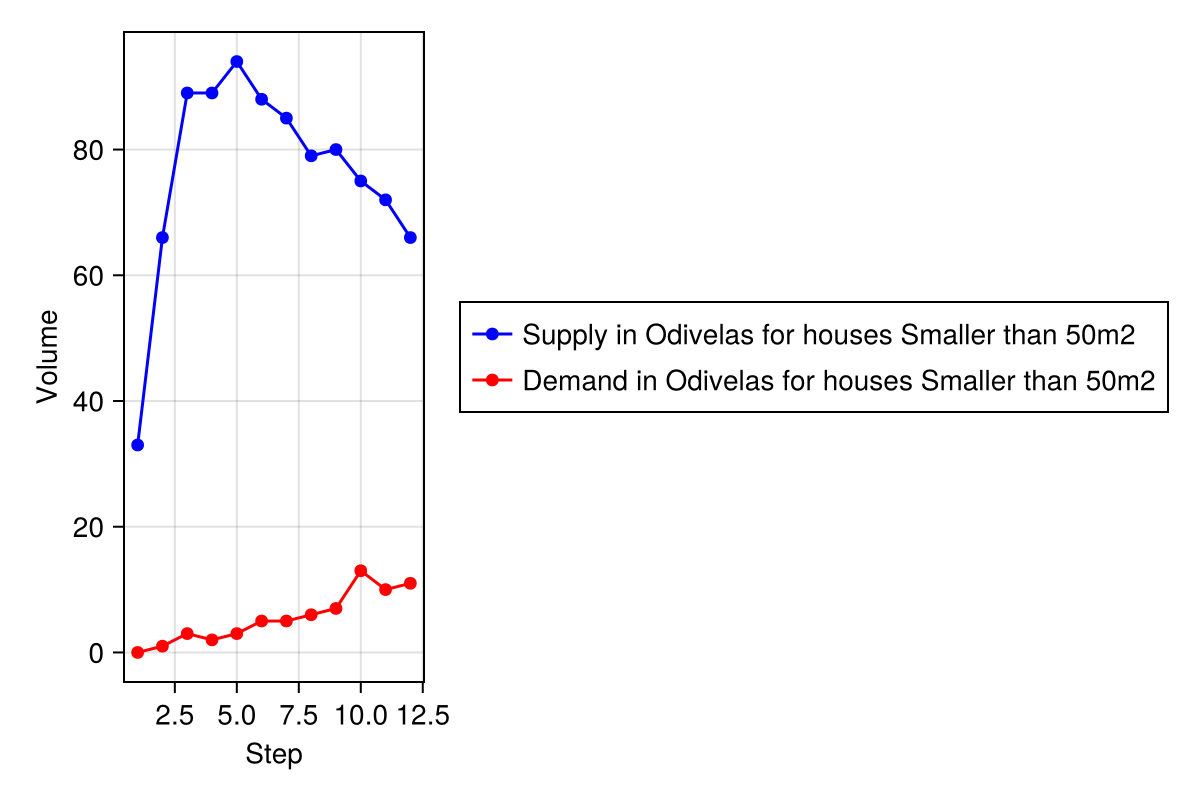 80
60
40
20
0
Volume
2.5 5.0 7.5 10.0 12.5
Step
Supply in Odivelas for houses Smaller than 50m2
Demand in Odivelas for houses Smaller than 50m2